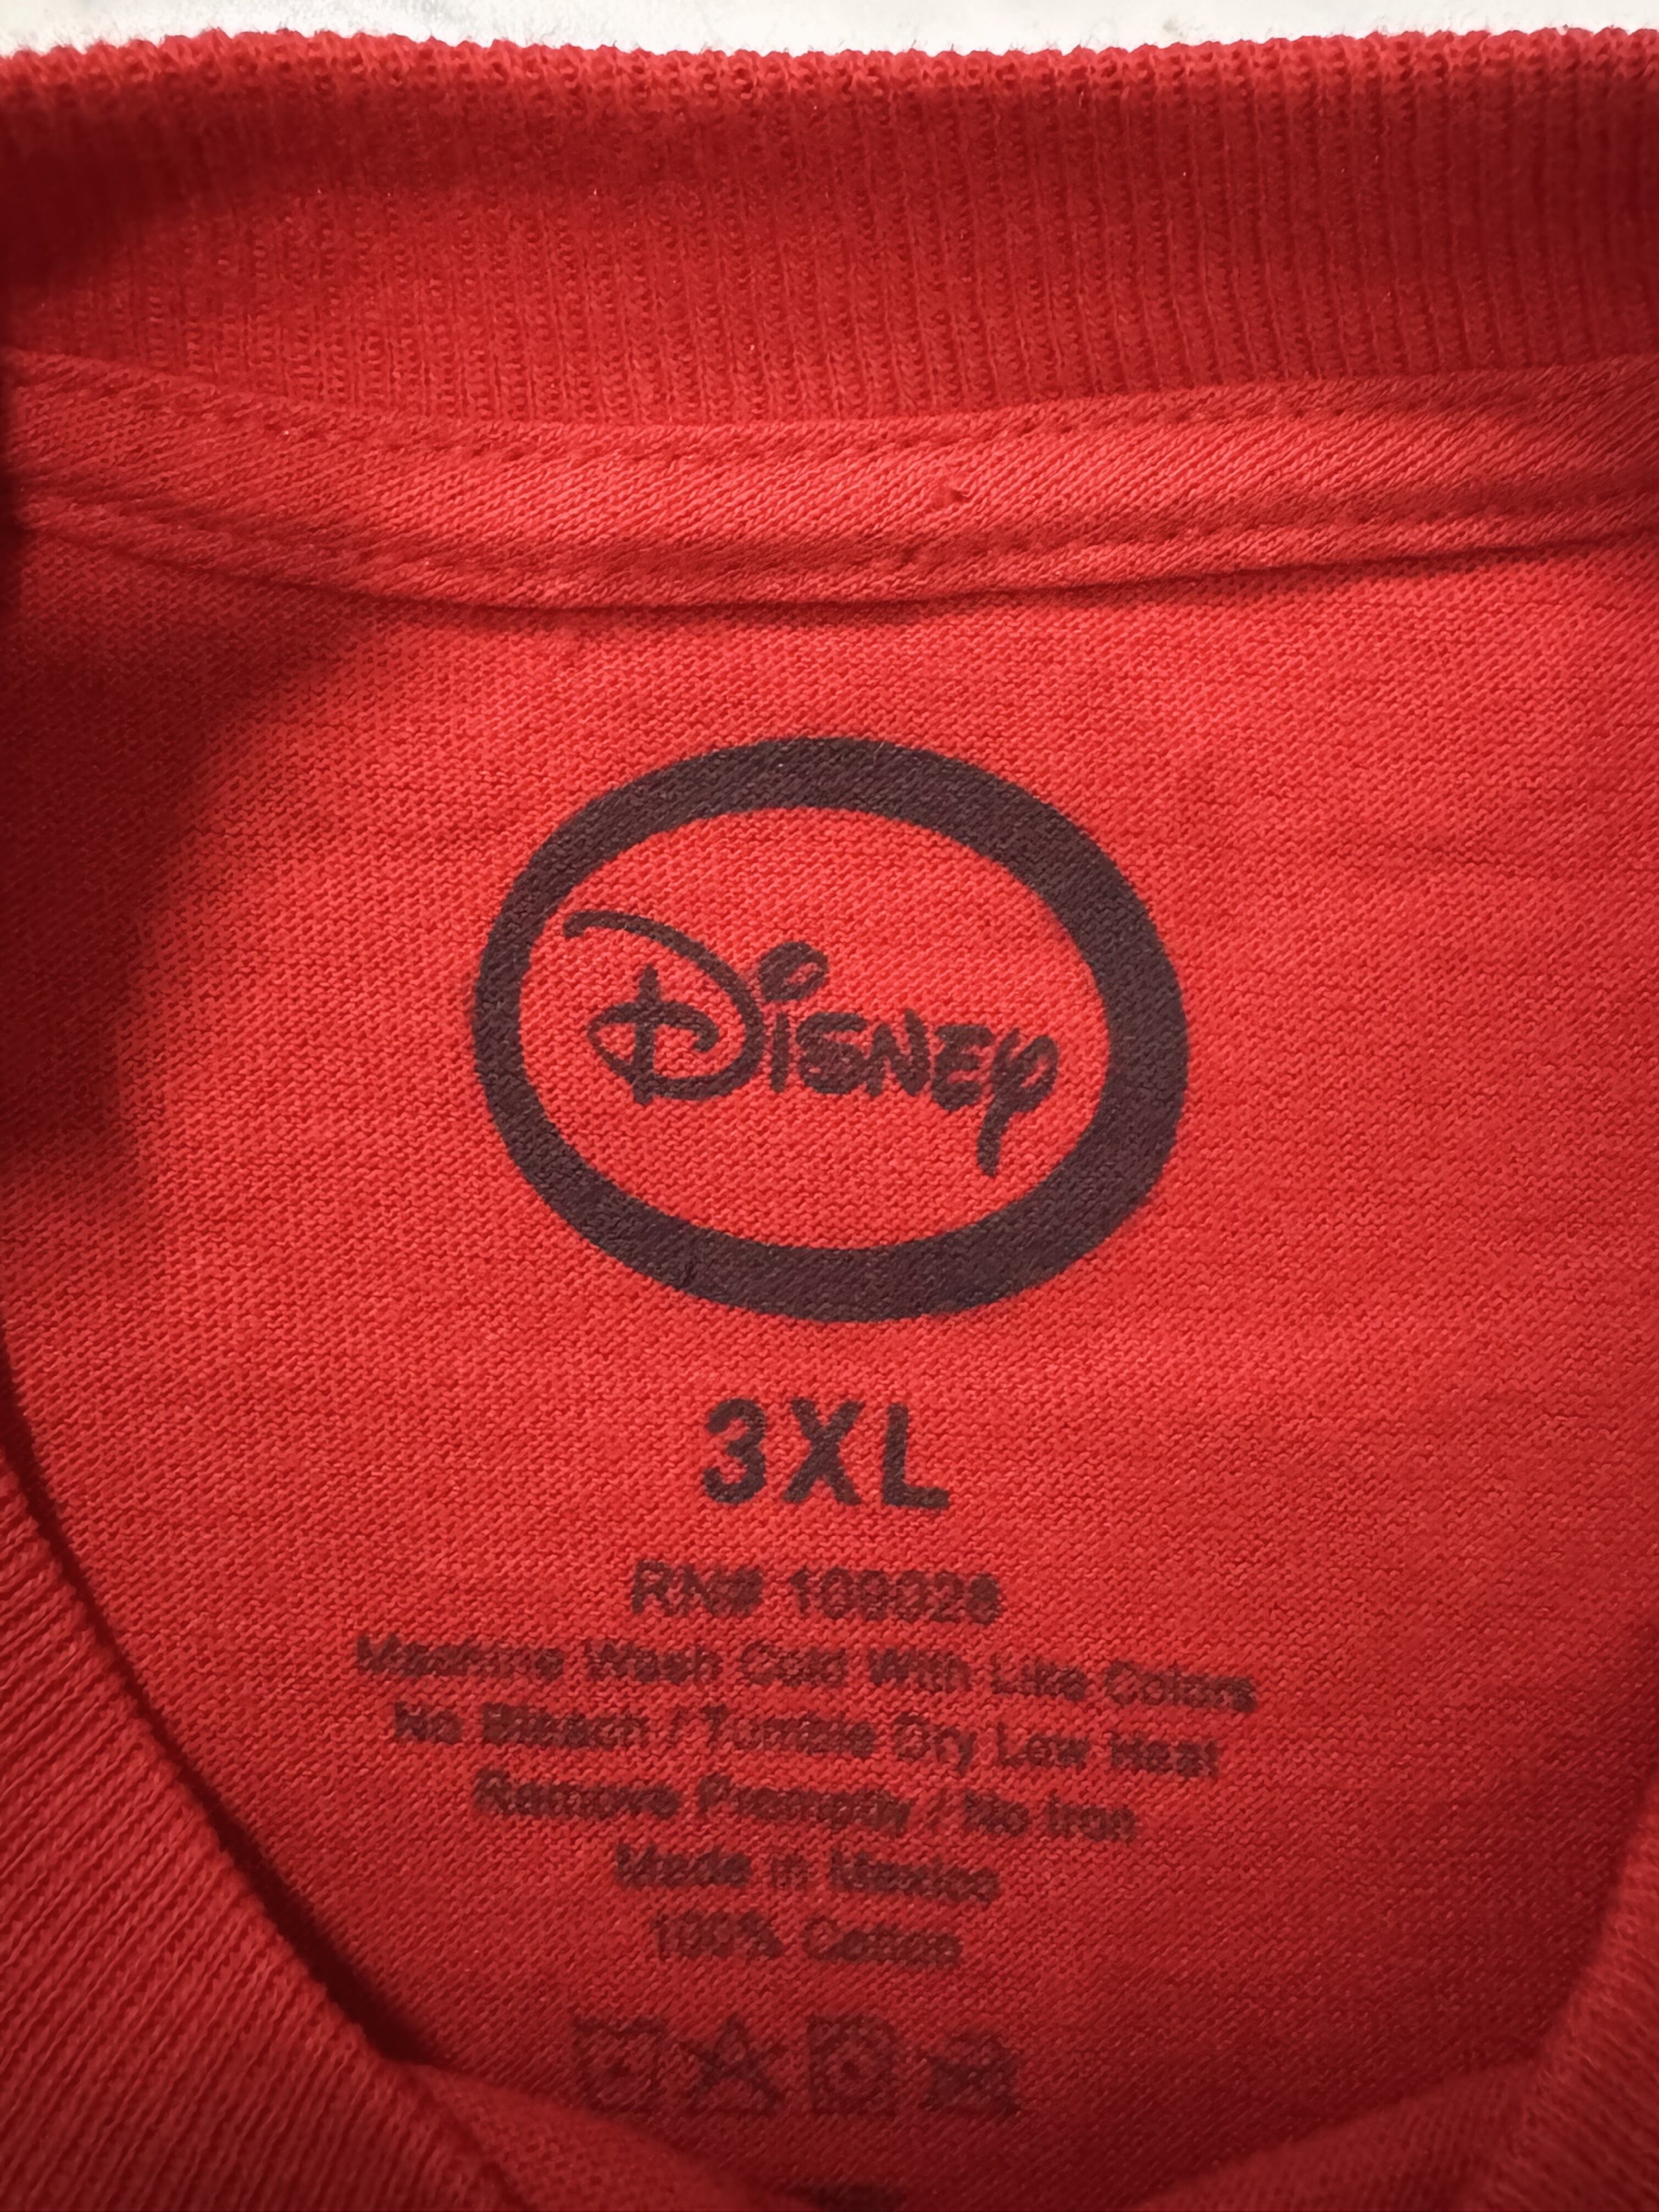 Disney
3XL
RN# 109028
Machine Wash Cold With Like Colors
No Bleach / Tumble Dry Low Heat
Remove Promptly / No Iron
Made in Mexico
100% Cotton